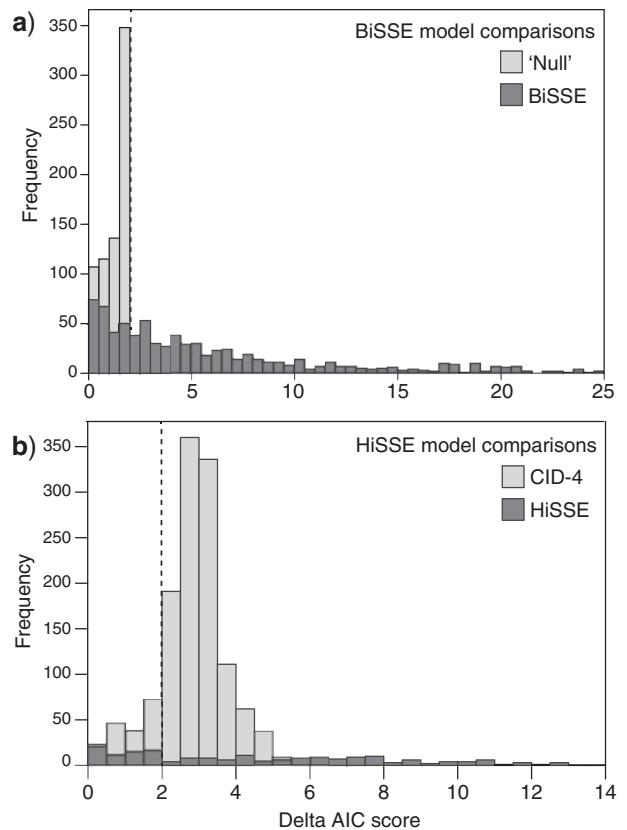 a)
BiSSE model comparisons
'Null'
BiSSE
Frequency
350
300
250
200
150
100
50
0
0 5 10 15 20 25
b)
HiSSE model comparisons
CID-4
HiSSE
Frequency
350
300
250
200
150
100
50
0
0 2 4 6 8 10 12 14
Delta AIC score